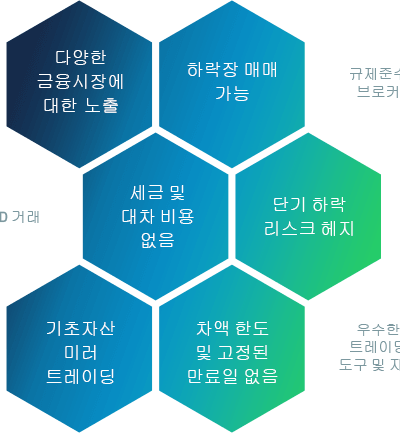 다양한
금융시장에
대한 노출
하락장 매매
가능
규제준수
브로커
D 거래
세금 및
대차 비용
없음
단기 하락
리스크 헤지
기초자산
미러
트레이딩
차액 한도
및 고정된
만료일 없음
우수한
트레이딩
도구 및